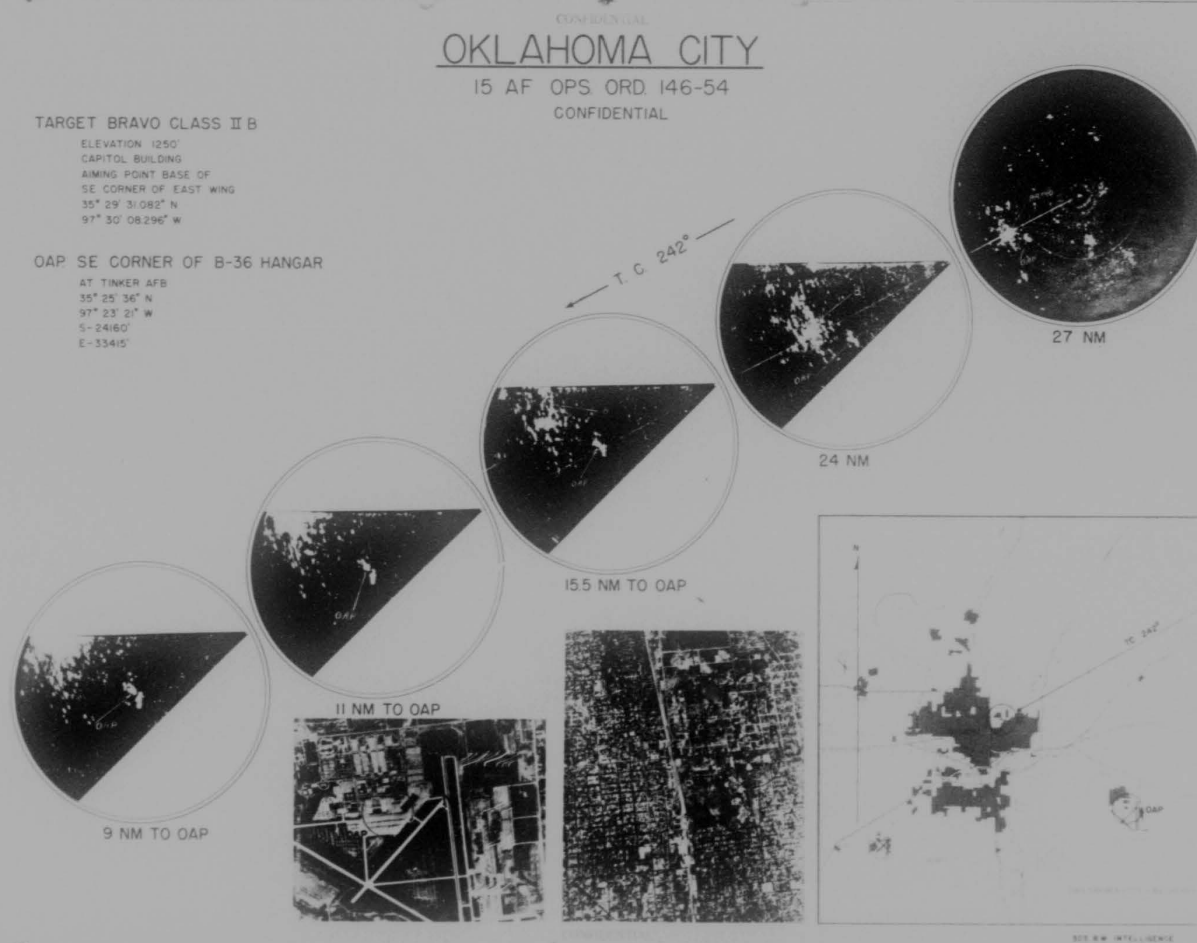 CONFIDENTIAL
OKLAHOMA CITY
15 AF OPS. ORD. 146-54
CONFIDENTIAL
TARGET BRAVO CLASS II B
ELEVATION 1250'
CAPITOL BUILDING
AIMING POINT BASE OF
SE CORNER OF EAST WING
35° 29' 31.082" N
97° 30' 08.296" W
OAP. SE CORNER OF B-36 HANGAR
AT TINKER AFB
35° 25' 36" N
97° 23' 21" W
S-24160'
E-33415'
T. C. 242°
27 NM
OAP
24 NM
OAP
15.5 NM TO OAP
OAP
11 NM TO OAP
OAP
9 NM TO OAP
N
TC 242°
OAP
CONFIDENTIAL
INTELLIGENCE